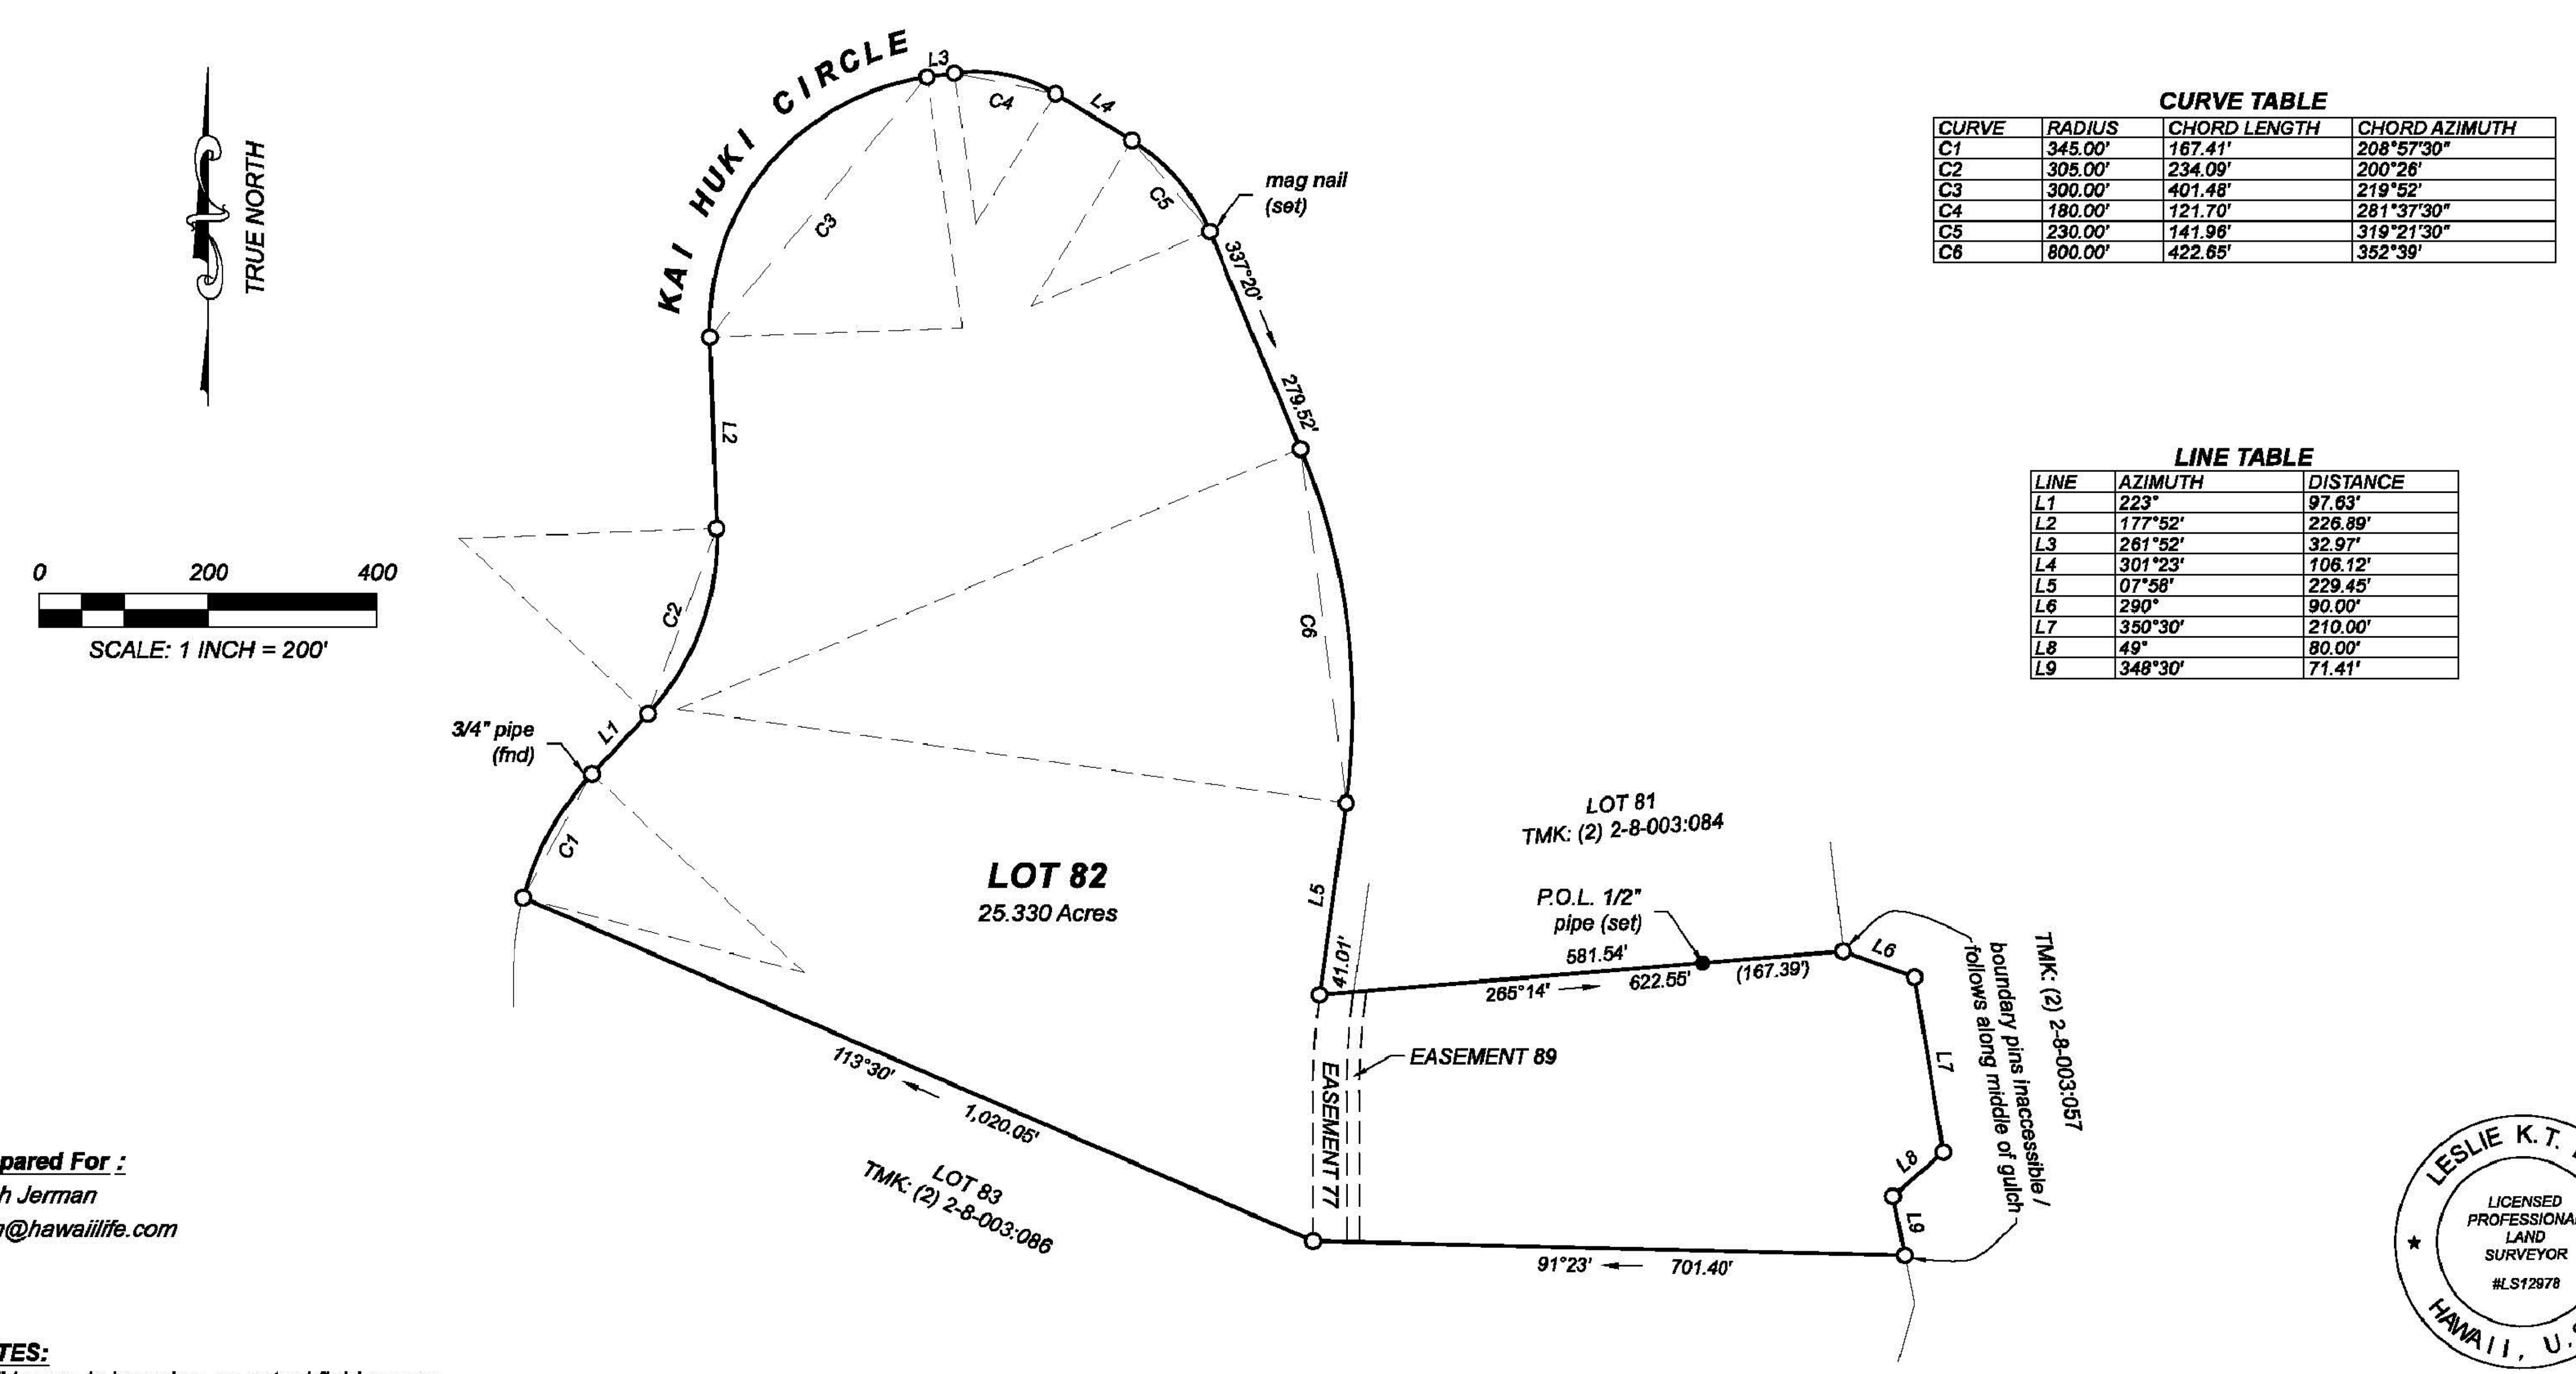 KAI HUKI CIRCLE
TRUE NORTH
L3
C4
L4
C5
C3
mag nail
(set)
337°20'
279.52'
L2
C2
C6
0 200 400
SCALE: 1 INCH = 200'
3/4" pipe
(fnd)
L1
C1
LOT 82
25.330 Acres
L5
41.01'
LOT 81
TMK: (2) 2-8-003:084
P.O.L. 1/2"
pipe (set)
581.54'
265°14'
622.55'
(167.39')
L6
L7
L8
L9
TMK: (2) 2-8-003:057
boundary pins inaccessible /
follows along middle of gulch
EASEMENT 89
EASEMENT 77
113°30'
1,020.05'
LOT 83
TMK: (2) 2-8-003:086
91°23'
701.40'
CURVE TABLE
CURVE RADIUS CHORD LENGTH CHORD AZIMUTH
C1 345.00' 167.41' 208°57'30"
C2 305.00' 234.09' 200°26'
C3 300.00' 401.48' 219°52'
C4 180.00' 121.70' 281°37'30"
C5 230.00' 141.96' 319°21'30"
C6 800.00' 422.65' 352°39'
LINE TABLE
LINE AZIMUTH DISTANCE
L1 223° 97.63'
L2 177°52' 226.89'
L3 261°52' 32.97'
L4 301°23' 106.12'
L5 07°58' 229.45'
L6 290° 90.00'
L7 350°30' 210.00'
L8 49° 80.00'
L9 348°30' 71.41'
pared For :
h Jerman
@hawaiilife.com
TES:
LESLIE K.T.
LICENSED
PROFESSIONA
LAND
SURVEYOR
#LS12978
HAWAII, U.S